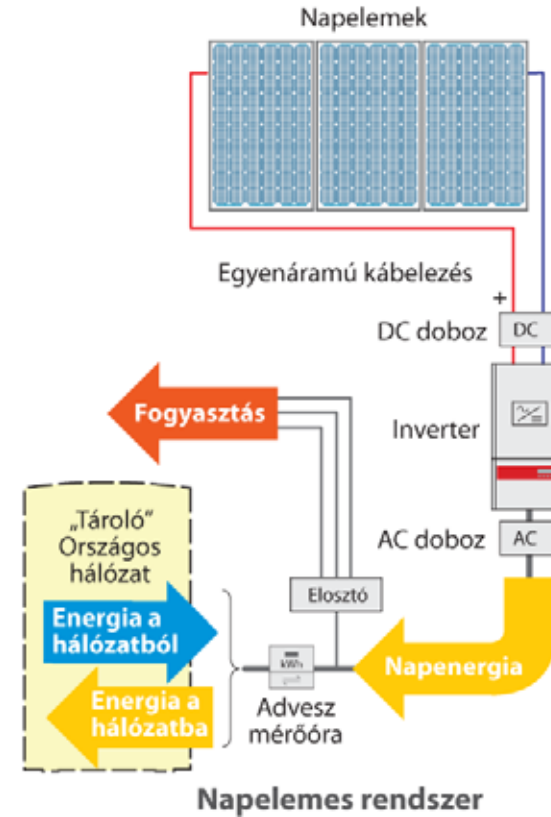 Napelemek
Egyenáramú kábelezés
+
DC doboz
DC
Inverter
Fogyasztás
AC doboz
AC
„Tároló“
Országos
hálózat
Elosztó
Energia a
hálózatból
kWh
Napenergia
Energia a
hálózatba
Advesz
mérőóra
Napelemes rendszer